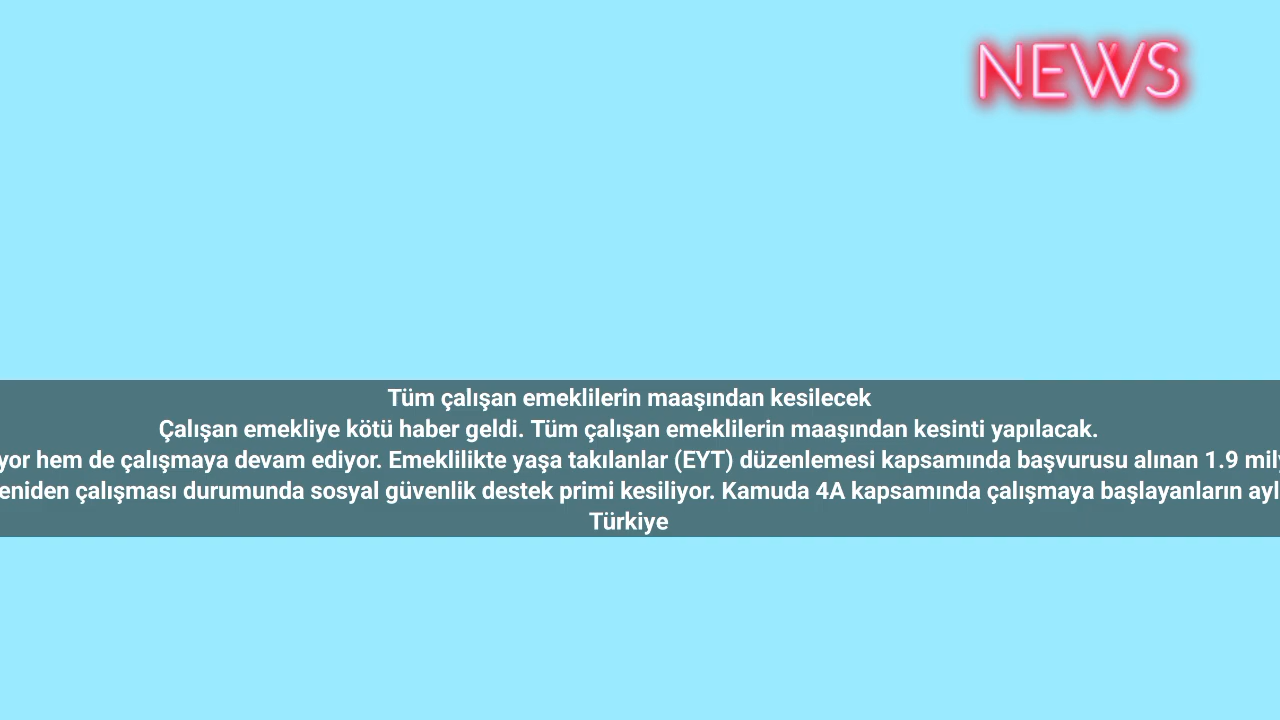 NEWS
Tüm çalışan emeklilerin maaşından kesilecek
Çalışan emekliye kötü haber geldi. Tüm çalışan emeklilerin maaşından kesinti yapılacak.
hem de çalışmaya devam ediyor. Emeklilikte yaşa takılanlar (EYT) düzenlemesi kapsamında başvurusu alınan 1.9
çalışması durumunda sosyal güvenlik destek primi kesiliyor. Kamuda 4A kapsamında çalışmaya başlayanların
Türkiye